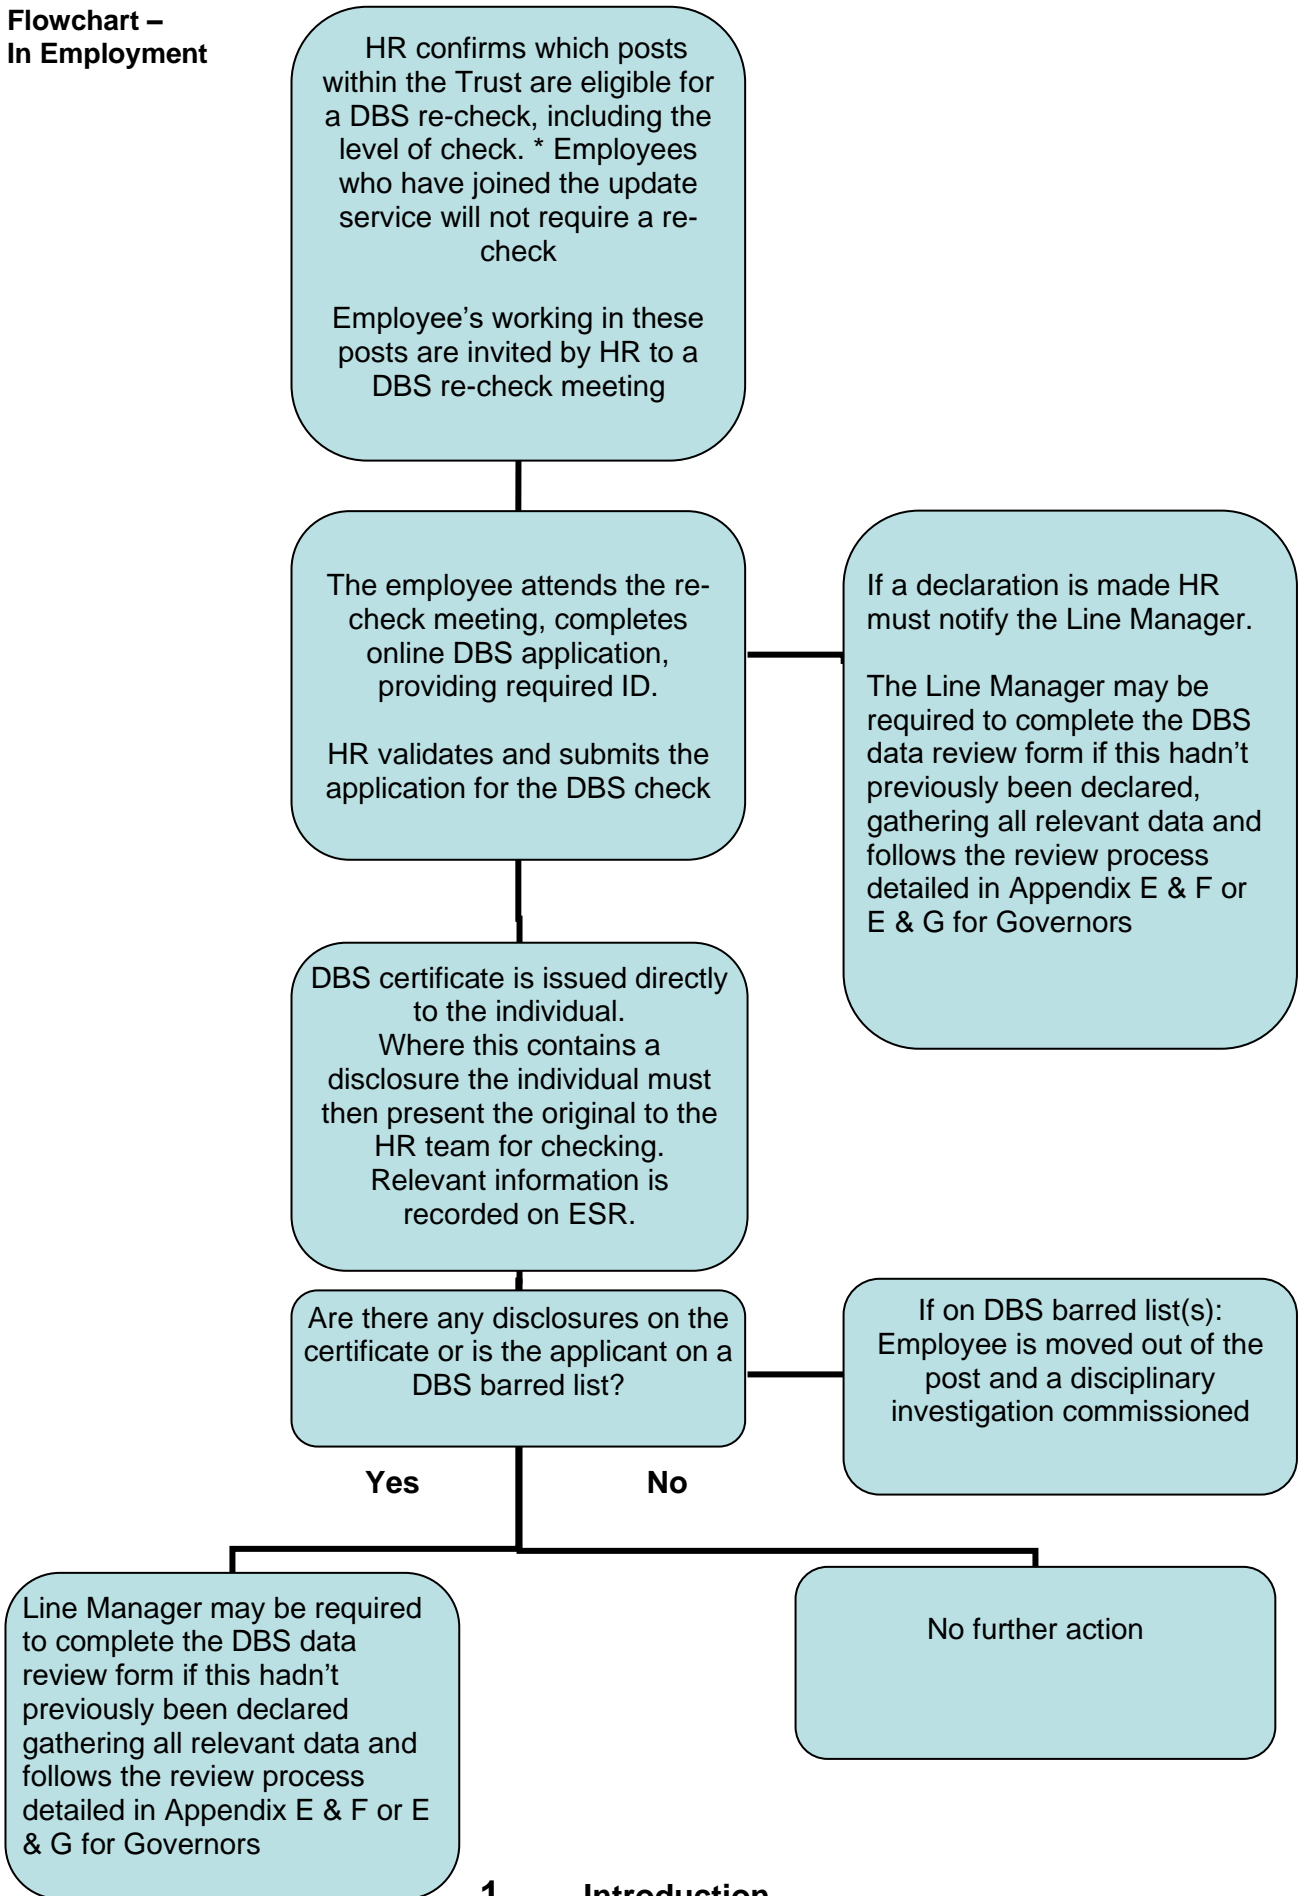 Flowchart –
In Employment
HR confirms which posts
within the Trust are eligible for
a DBS re-check, including the
level of check. * Employees
who have joined the update
service will not require a re-
check
Employee’s working in these
posts are invited by HR to a
DBS re-check meeting
The employee attends the re-
check meeting, completes
online DBS application,
providing required ID.
HR validates and submits the
application for the DBS check
If a declaration is made HR
must notify the Line Manager.
The Line Manager may be
required to complete the DBS
data review form if this hadn’t
previously been declared,
gathering all relevant data and
follows the review process
detailed in Appendix E & F or
E & G for Governors
DBS certificate is issued directly
to the individual.
Where this contains a
disclosure the individual must
then present the original to the
HR team for checking.
Relevant information is
recorded on ESR.
Are there any disclosures on the
certificate or is the applicant on a
DBS barred list?
If on DBS barred list(s):
Employee is moved out of the
post and a disciplinary
investigation commissioned
Yes
No
Line Manager may be required
to complete the DBS data
review form if this hadn’t
previously been declared
gathering all relevant data and
follows the review process
detailed in Appendix E & F or E
& G for Governors
No further action
1 Introduction